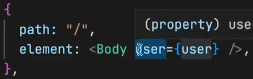 {
path: "/",
(property) user
element: <Body user={user} />,
},